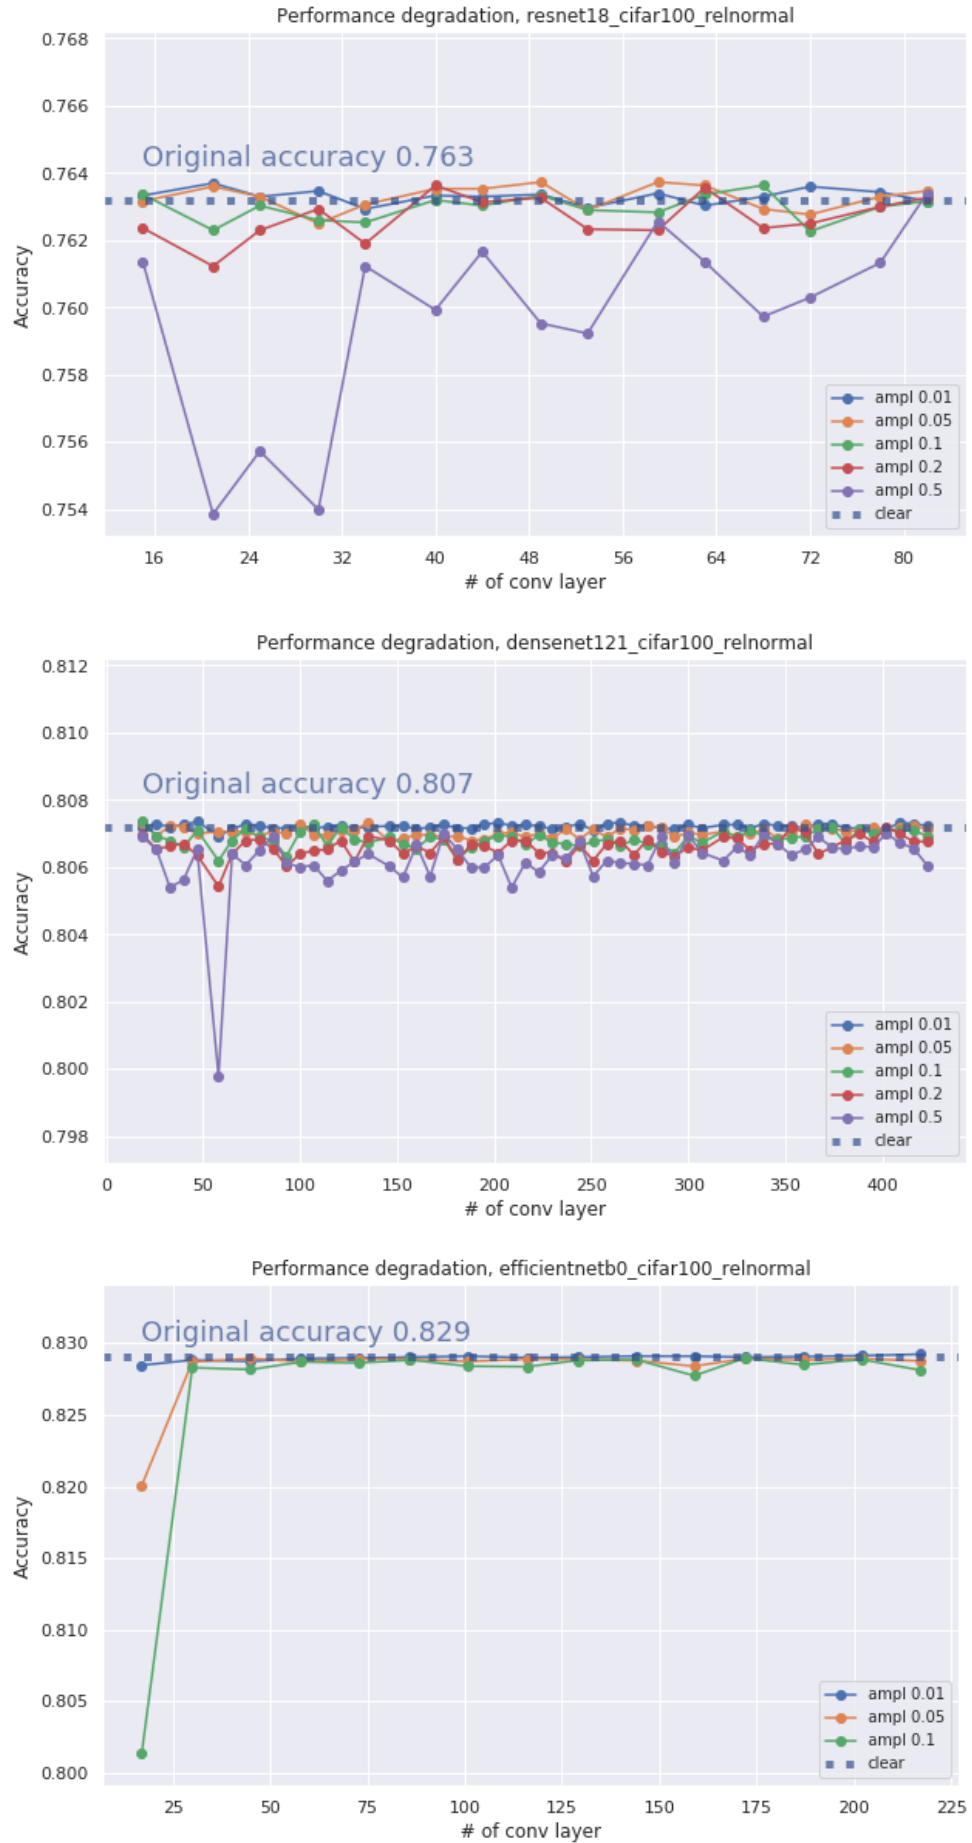 Performance degradation, resnet18_cifar100_relnormal
0.768
0.766
0.764
0.762
0.760
0.758
0.756
0.754
Accuracy
Original accuracy 0.763
ampl 0.01
ampl 0.05
ampl 0.1
ampl 0.2
ampl 0.5
clear
16 24 32 40 48 56 64 72 80
# of conv layer
Performance degradation, densenet121_cifar100_relnormal
0.812
0.810
0.808
0.806
0.804
0.802
0.800
0.798
Accuracy
Original accuracy 0.807
ampl 0.01
ampl 0.05
ampl 0.1
ampl 0.2
ampl 0.5
clear
0 50 100 150 200 250 300 350 400
# of conv layer
Performance degradation, efficientnetb0_cifar100_relnormal
0.830
0.825
0.820
0.815
0.810
0.805
0.800
Accuracy
Original accuracy 0.829
ampl 0.01
ampl 0.05
ampl 0.1
clear
25 50 75 100 125 150 175 200 225
# of conv layer